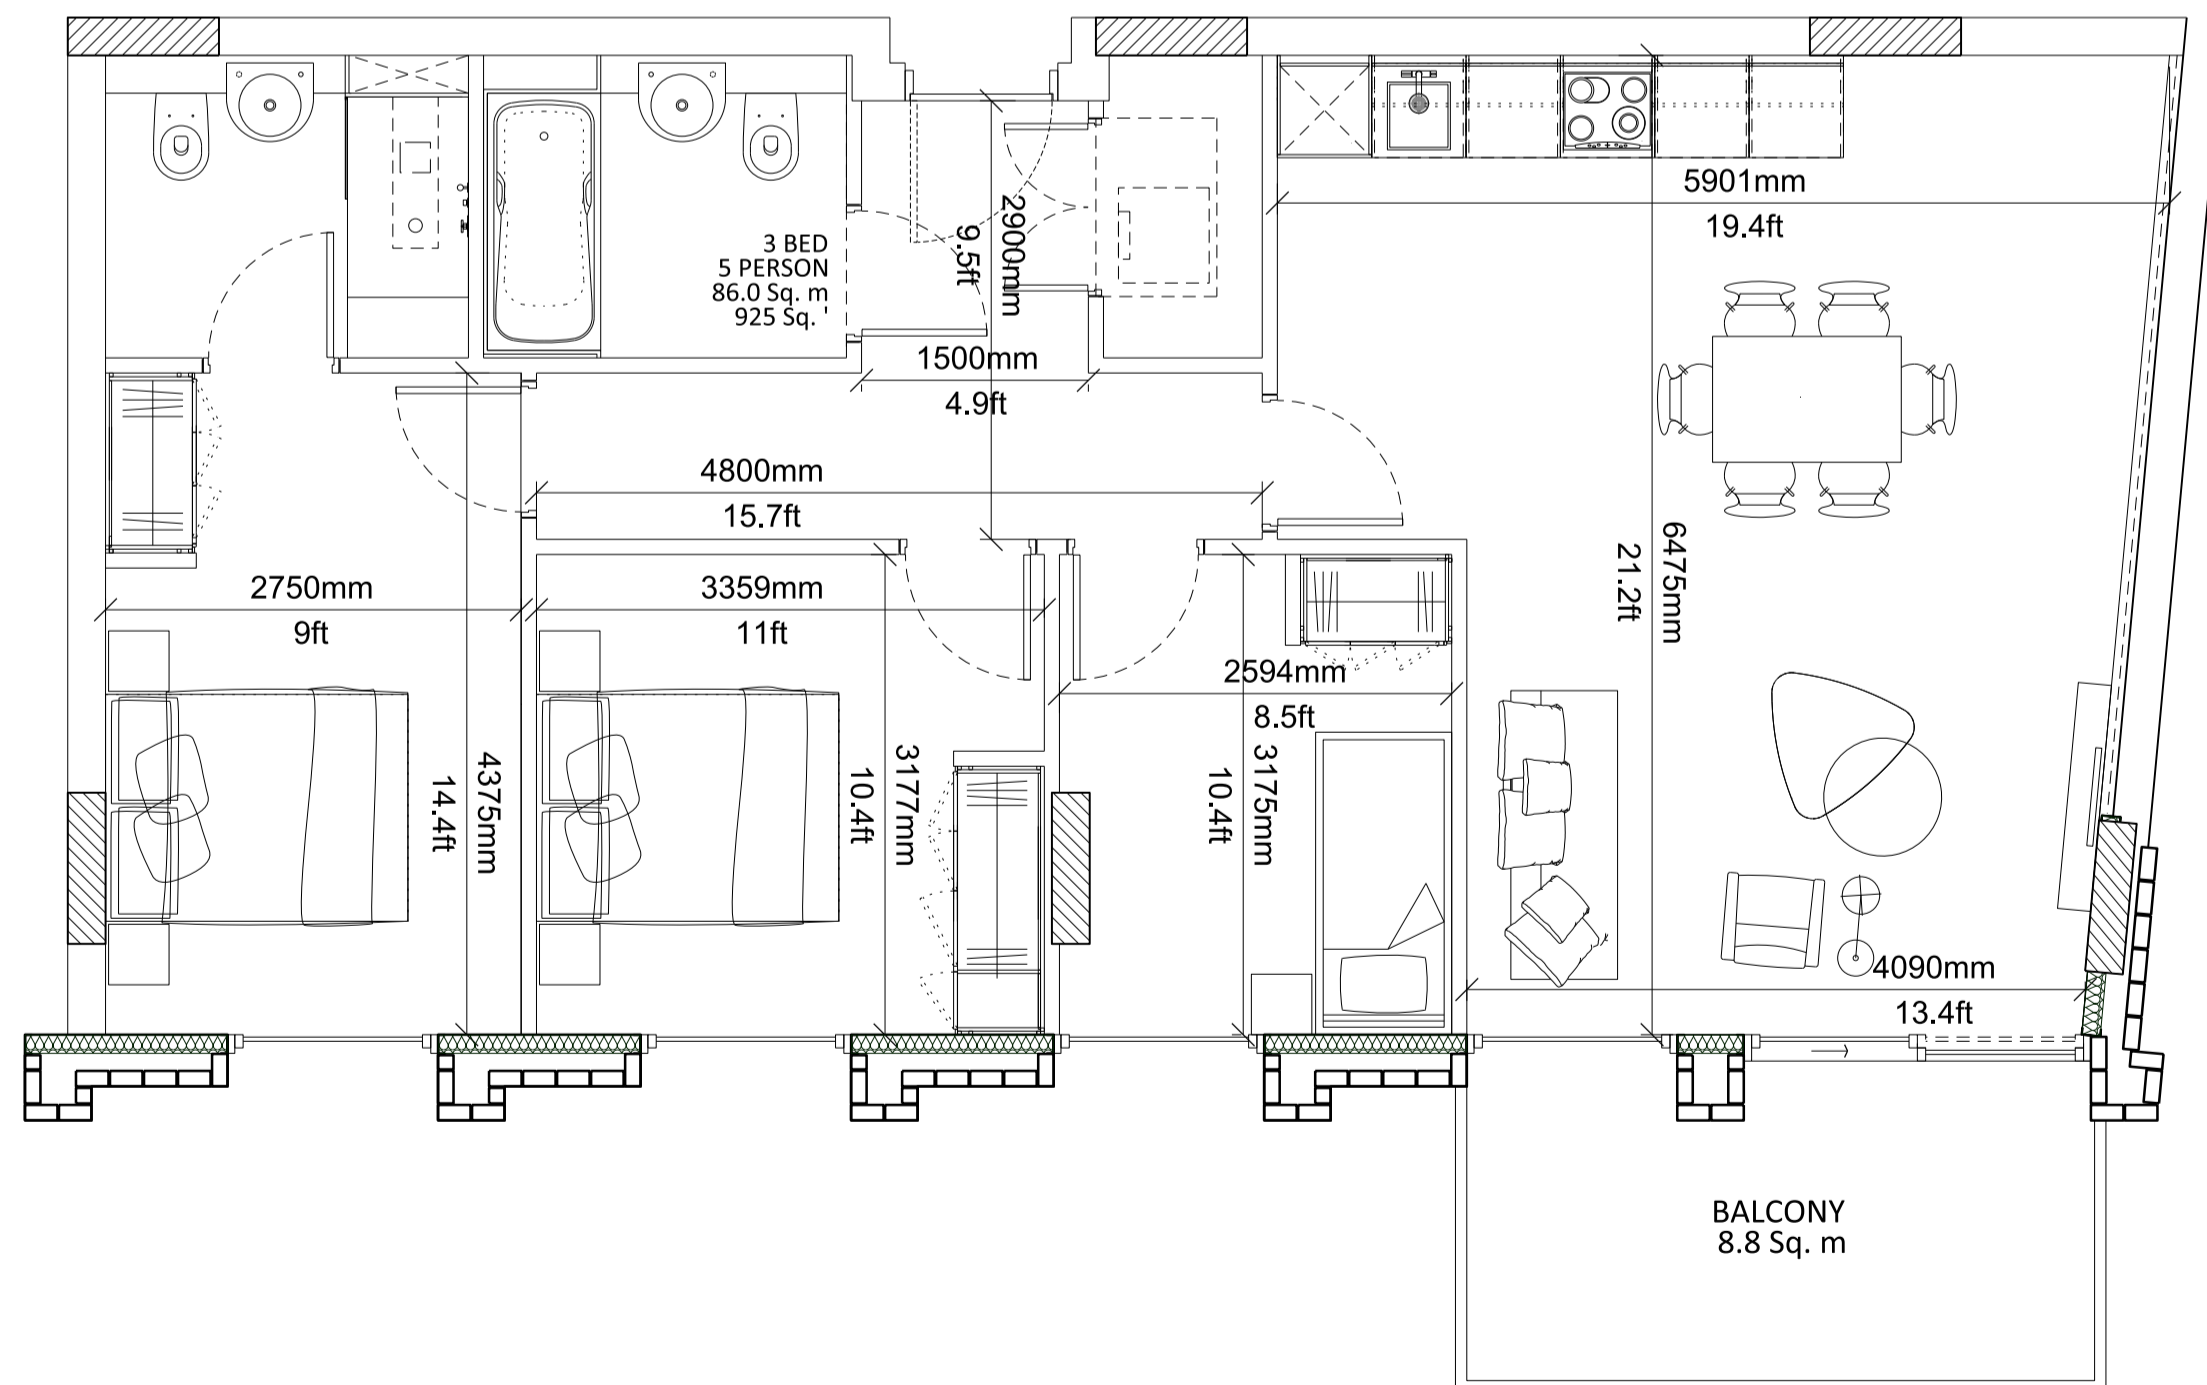 5901mm
19.4ft
3 BED
5 PERSON
86.0 Sq. m
925 Sq. '
2900mm
9.5ft
1500mm
4.9ft
4800mm
15.7ft
6475mm
21.2ft
2750mm
9ft
3359mm
11ft
2594mm
8.5ft
4375mm
14.4ft
3177mm
10.4ft
3175mm
10.4ft
4090mm
13.4ft
BALCONY
8.8 Sq. m